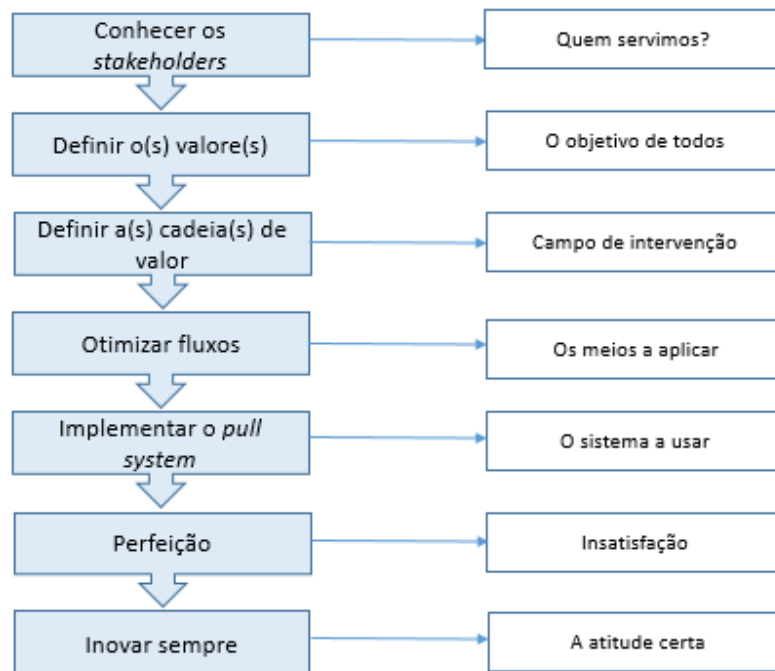 Conhecer os
stakeholders
Quem servimos?
Definir o(s) valore(s)
O objetivo de todos
Definir a(s) cadeia(s) de
valor
Campo de intervenção
Otimizar fluxos
Os meios a aplicar
Implementar o pull
system
O sistema a usar
Perfeição
Insatisfação
Inovar sempre
A atitude certa